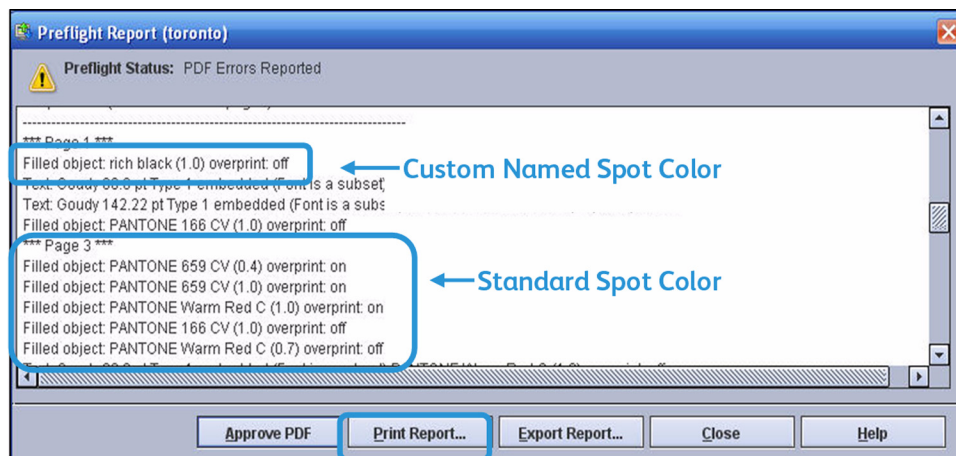 Preflight Report (toronto)
Preflight Status: PDF Errors Reported
*** Page 1 ***
Filled object: rich black (1.0) overprint: off
Custom Named Spot Color
Text: Goudy pt Type 1 embedded (Font is a subset)
Text: Goudy 142.22 pt Type 1 embedded (Font is a subs
Filled object: PANTONE 166 CV (1.0) overprint: off
*** Page 3 ***
Filled object: PANTONE 659 CV (0.4) overprint: on
Filled object: PANTONE 659 CV (1.0) overprint: on
Standard Spot Color
Filled object: PANTONE Warm Red C (1.0) overprint: on
Filled object: PANTONE 166 CV (1.0) overprint: off
Filled object: PANTONE Warm Red C (0.7) overprint: off
Approve PDF
Print Report...
Export Report...
Close
Help